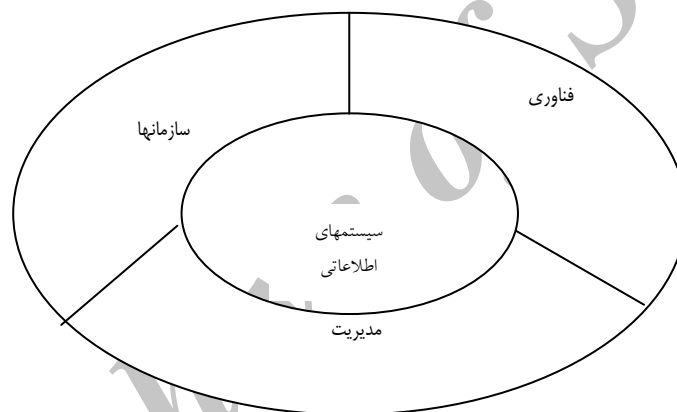 فناوری
سازمانها
سیستمهای
اطلاعاتی
مدیریت